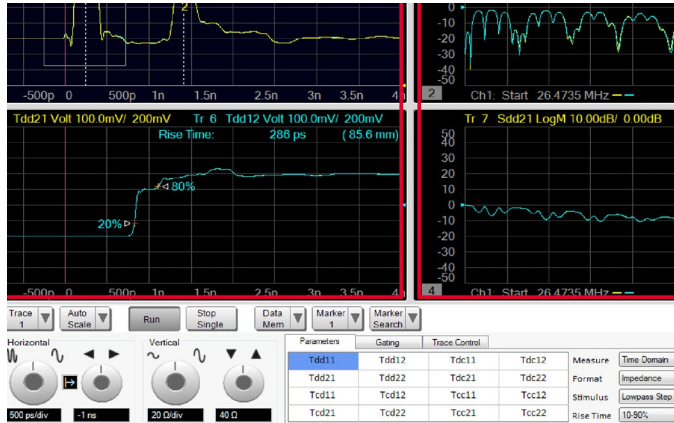 2
0
-10
-20
-30
-40
-50
-500p 0 500p 1n 1.5n 2.5n 3n 3.5n 4n
2 Ch1: Start 26.4735 MHz
Tdd21 Volt 100.0mV/ 200mV Tr 6 Tdd12 Volt 100.0mV/ 200mV
Rise Time: 286 ps (85.6 mm)
80%
20%
-500p 0 500p 1n 1.5n 2.5n 3n 3.5n 4n
Tr 7 Sdd21 LogM 10.00dB/ 0.00dB
50
40
30
20
10
0
-10
-20
-30
-40
-50
4 Ch1: Start 26.4735 MHz
Trace 1
Auto Scale
Run
Stop Single
Data Mem
Marker 1
Marker Search
Horizontal
Vertical
500 ps/div -1 ns 20 Ω/div 40 Ω
Parameters Gating Trace Control
Tdd11 Tdd12 Tdc11 Tdc12
Tdd21 Tdd22 Tdc21 Tdc22
Tcd11 Tcd12 Tcc11 Tcc12
Tcd21 Tcd22 Tcc21 Tcc22
Measure Time Domain
Format Impedance
Stimulus Lowpass Step
Rise Time 10-90%